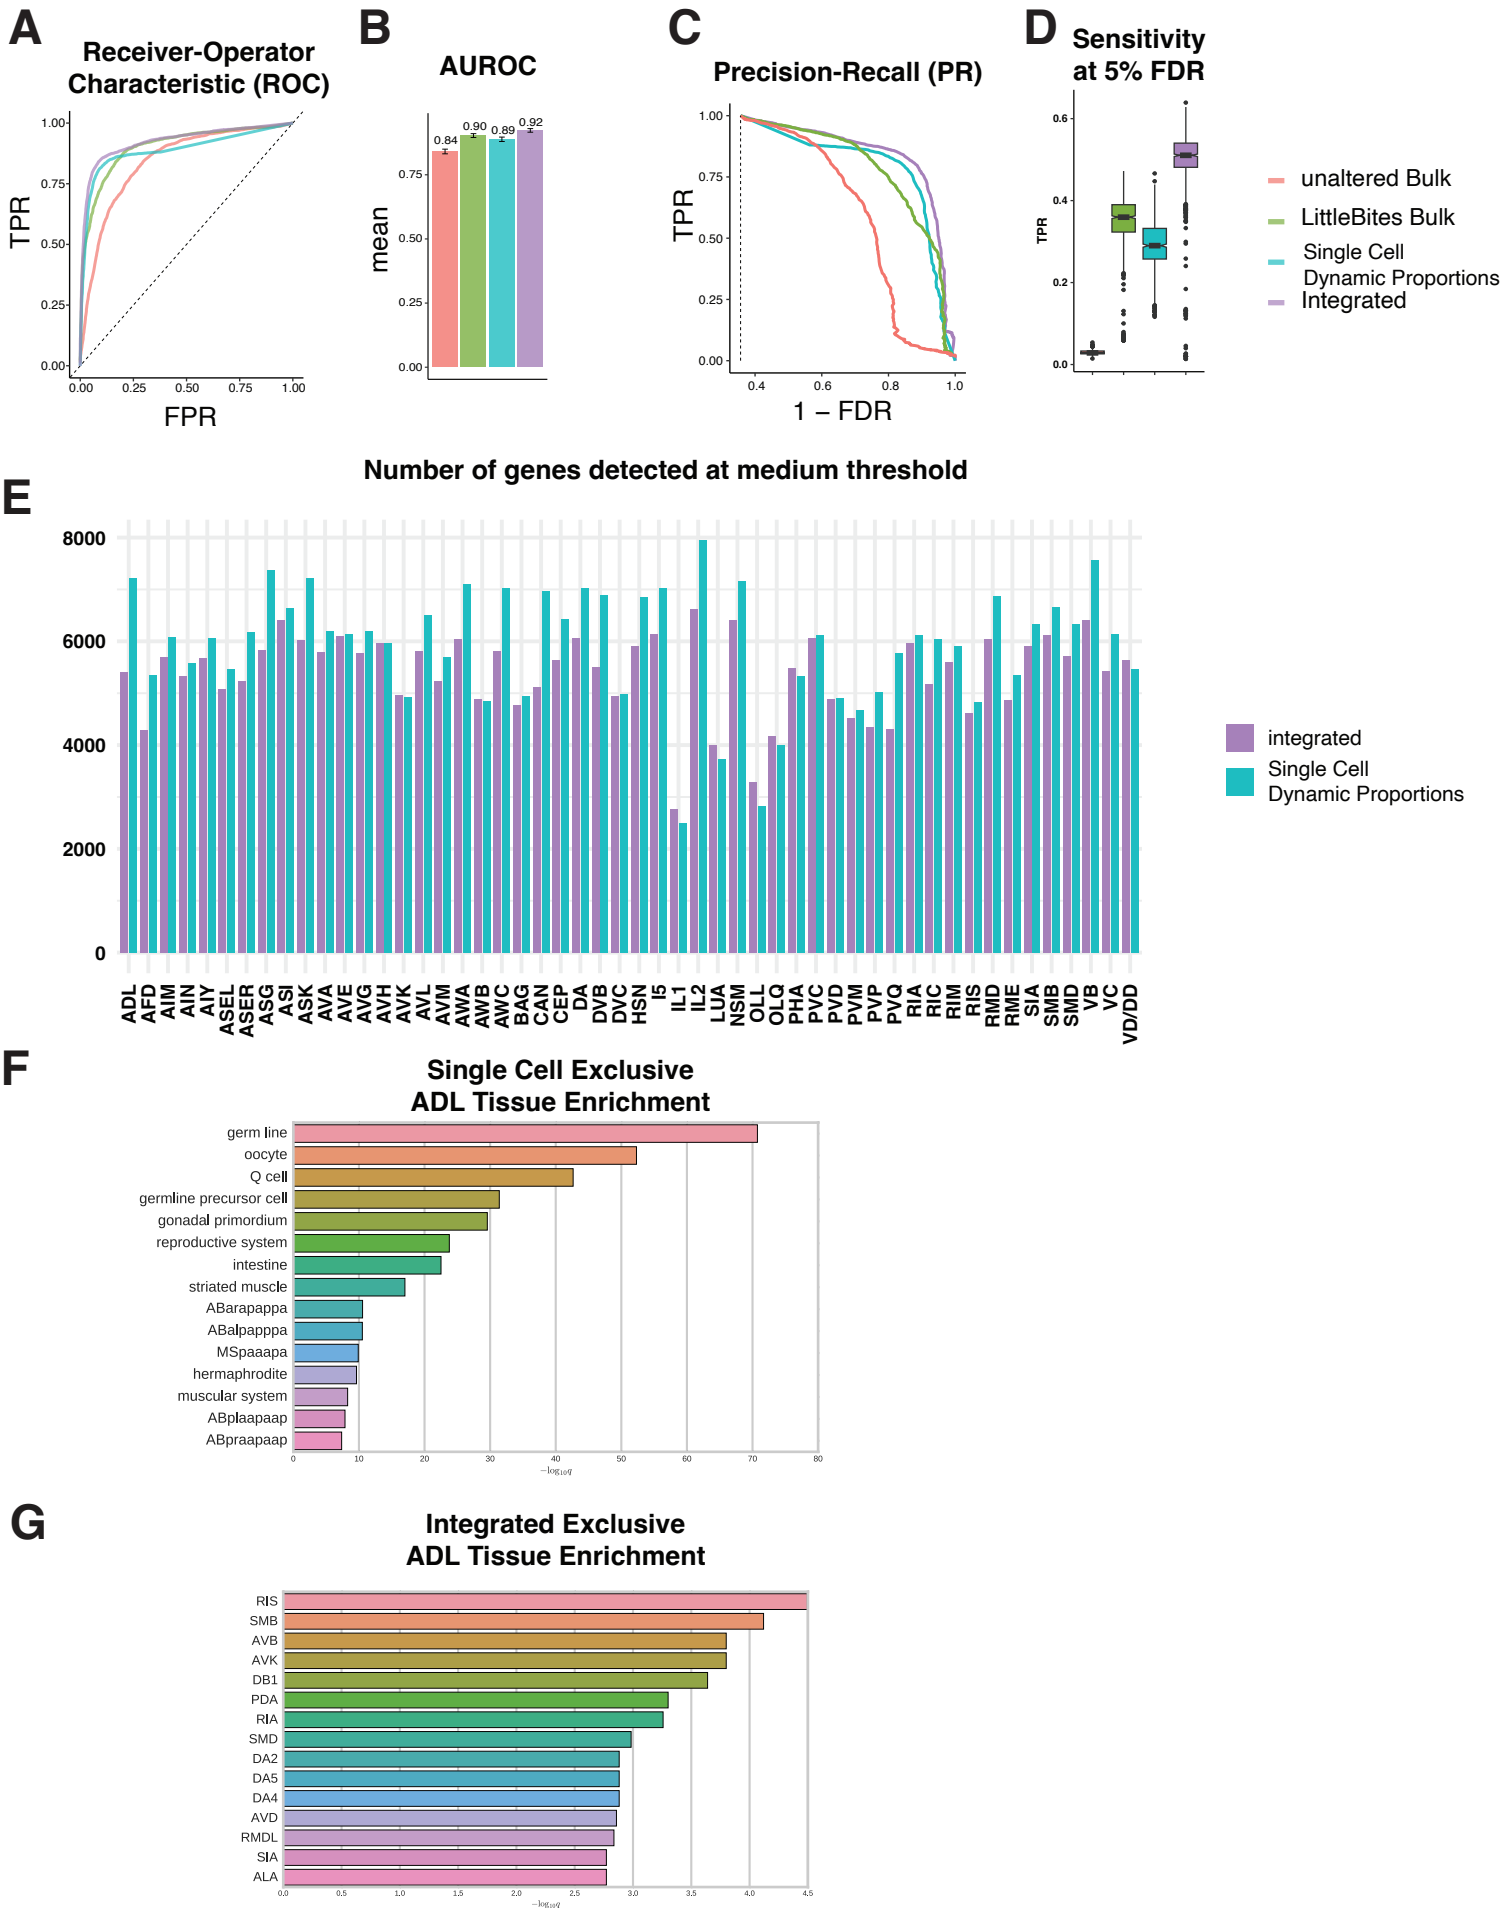 A
Receiver-Operator
Characteristic (ROC)
1.00
0.75
0.50
0.25
0.00
TPR
0.00 0.25 0.50 0.75 1.00
FPR
B
AUROC
0.84 0.90 0.89 0.92
0.75
0.50
0.25
0.00
mean
C
Precision-Recall (PR)
1.00
0.75
0.50
0.25
0.00
TPR
0.4 0.6 0.8 1.0
1 – FDR
D
Sensitivity
at 5% FDR
0.6
0.4
0.2
0.0
TPR
unaltered Bulk
LittleBites Bulk
Single Cell
Dynamic Proportions
Integrated
E
Number of genes detected at medium threshold
8000
6000
4000
2000
0
ADL AFD AIM AIN AIY ASEL ASER ASG ASI ASK AVA AVE AVG AVH AVK AVL AVM AWA AWB AWC BAG CAN CEP DA DVB DVC HSN I5 IL1 IL2 LUA NSM OLL OLQ PHA PVC PVD PVM PVP PVQ RIA RIC RIM RIS RMD RME SIA SMB SMD VB VC VD/DD
integrated
Single Cell
Dynamic Proportions
F
Single Cell Exclusive
ADL Tissue Enrichment
germ line
oocyte
Q cell
germline precursor cell
gonadal primordium
reproductive system
intestine
striated muscle
ABarapappa
ABalpapppa
MSpaaapa
hermaphrodite
muscular system
ABplaapaap
ABpraapaap
0 10 20 30 40 50 60 70 80
−log₁₀q
G
Integrated Exclusive
ADL Tissue Enrichment
RIS
SMB
AVB
AVK
DB1
PDA
RIA
SMD
DA2
DA5
DA4
AVD
RMDL
SIA
ALA
0.0 0.5 1.0 1.5 2.0 2.5 3.0 3.5 4.0 4.5
−log₁₀q